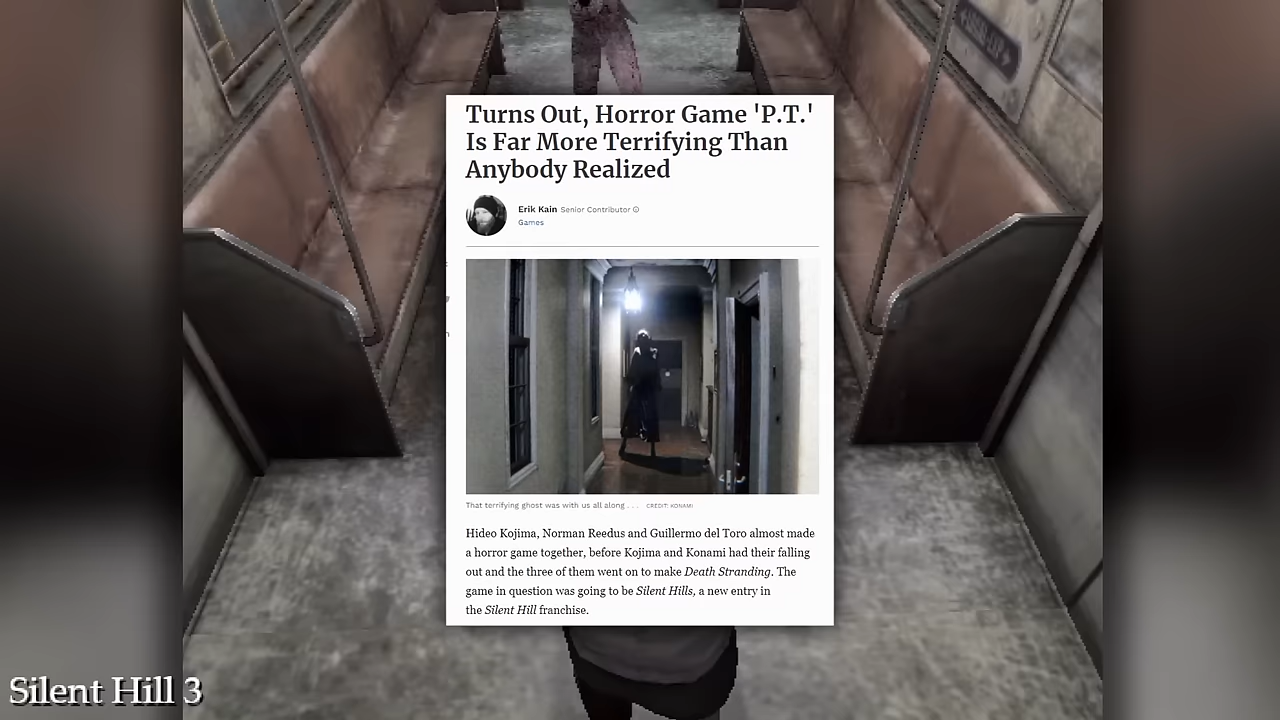 Turns Out, Horror Game 'P.T.'
Is Far More Terrifying Than
Anybody Realized
Erik Kain Senior Contributor
Games
That terrifying ghost was with us all along . . . CREDIT: KONAMI
Hideo Kojima, Norman Reedus and Guillermo del Toro almost made
a horror game together, before Kojima and Konami had their falling
out and the three of them went on to make Death Stranding. The
game in question was going to be Silent Hills, a new entry in
the Silent Hill franchise.
Silent Hill 3